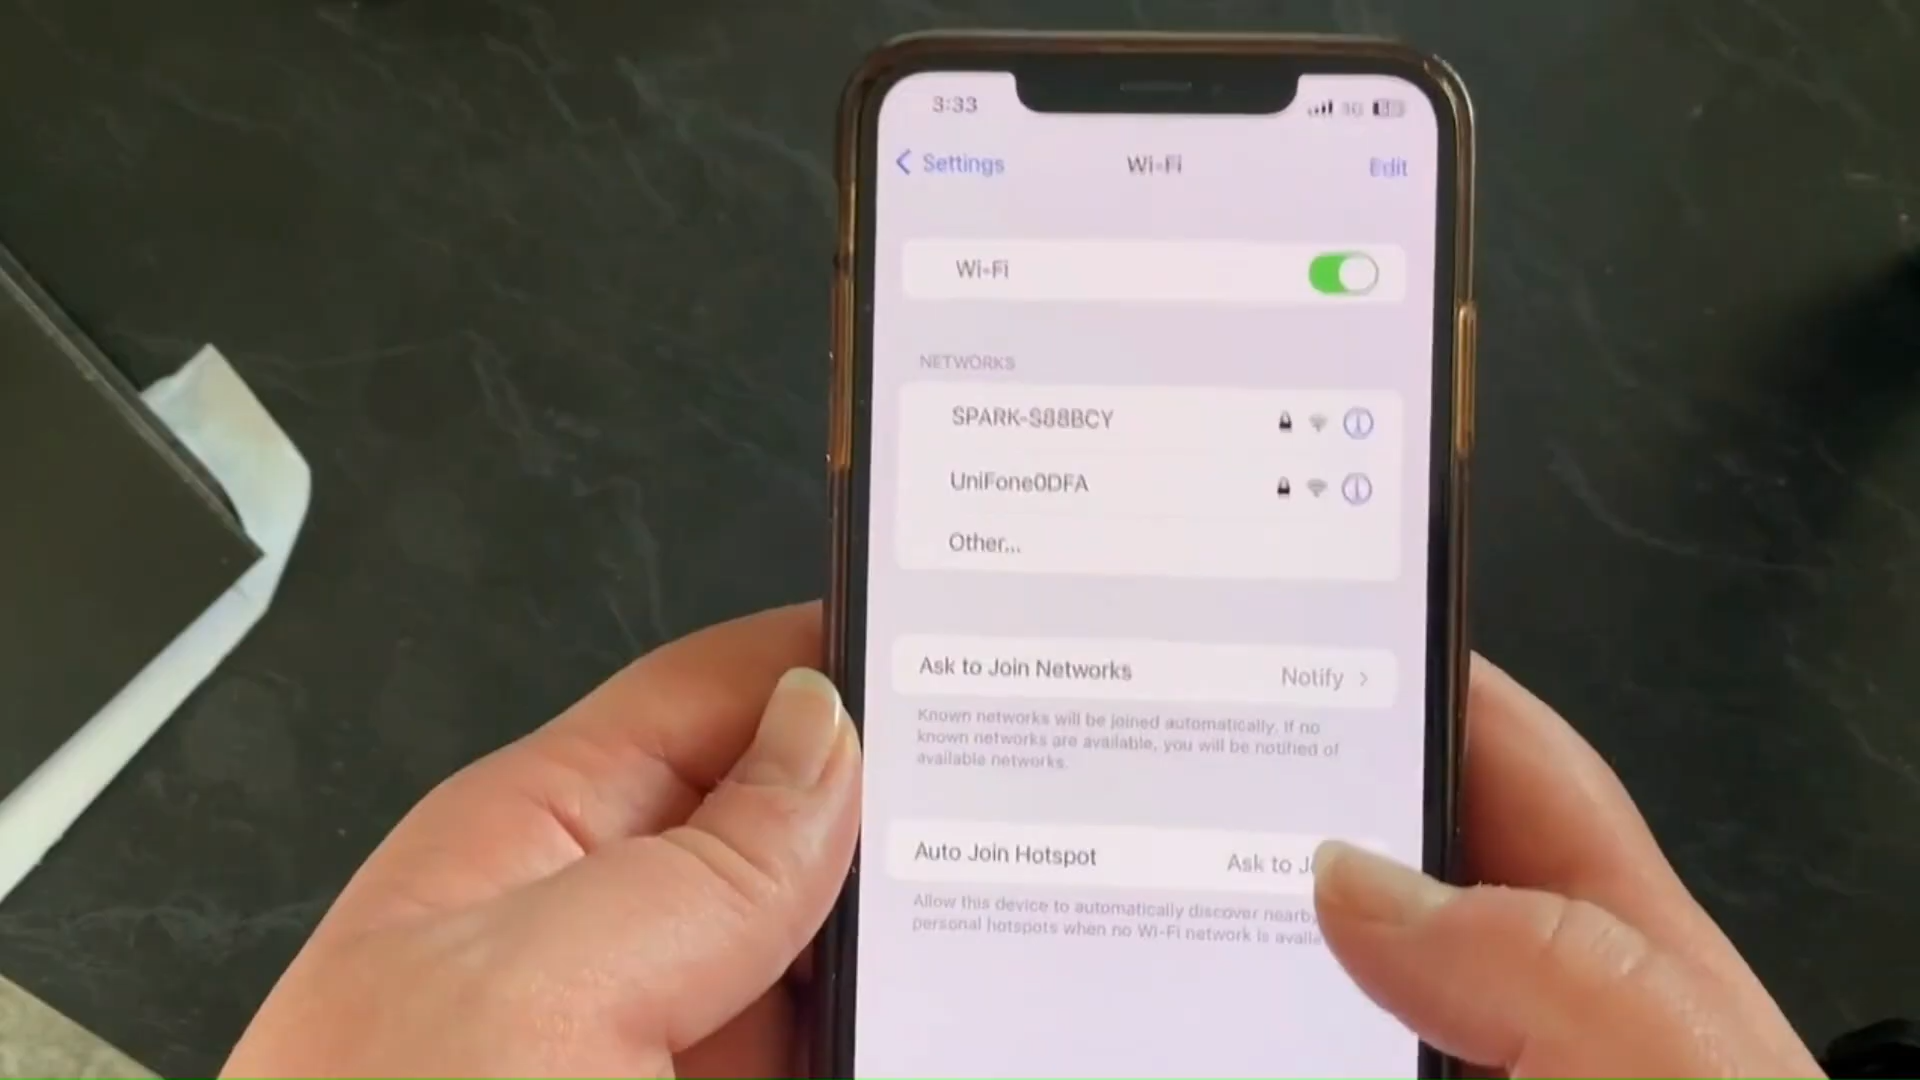 3:33
3G
Settings
Wi-Fi
Edit
Wi-Fi
NETWORKS
SPARK-S88BCY
UniFone0DFA
Other...
Ask to Join Networks
Notify
Known networks will be joined automatically. If no
known networks are available, you will be notified of
available networks.
Auto Join Hotspot
Ask to
Allow this device to automatically discover nearby
personal hotspots when no Wi-Fi network is